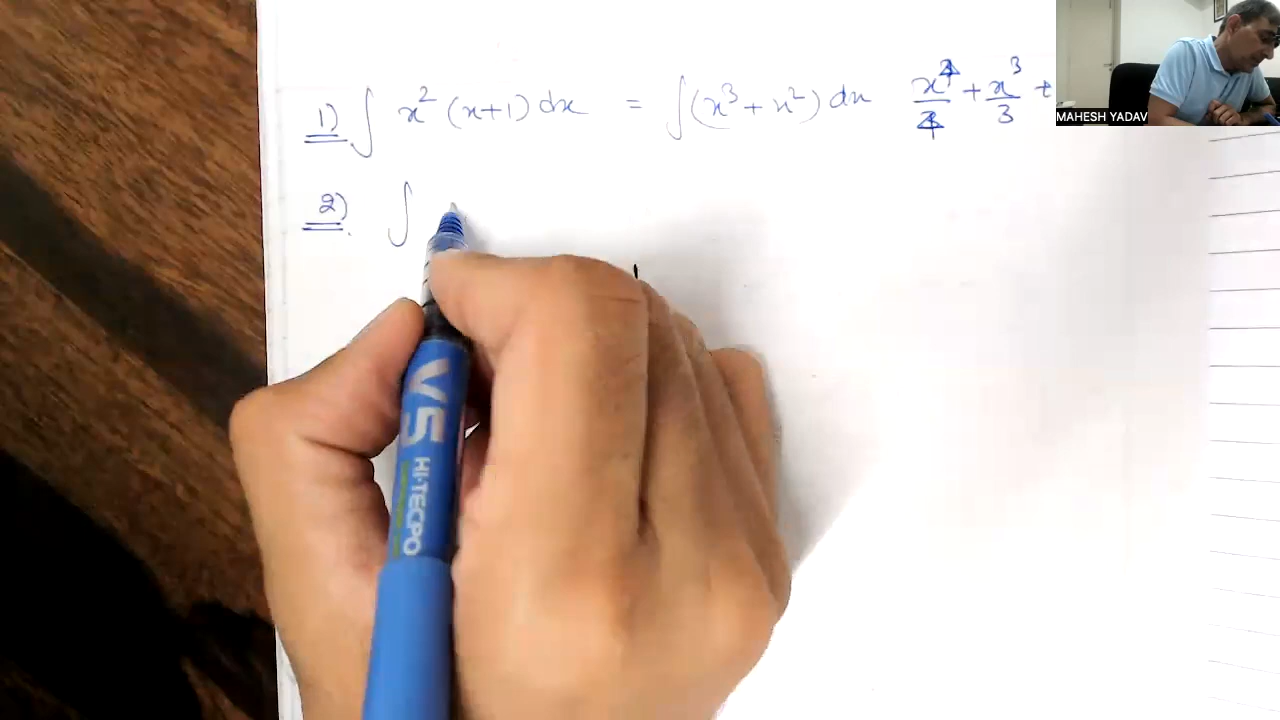 1) ∫ x² (x+1) dx = ∫(x³ + x²) dx x⁴/4 + x³/3 +
MAHESH YADAV
2). ∫
V5
HI-TECPO